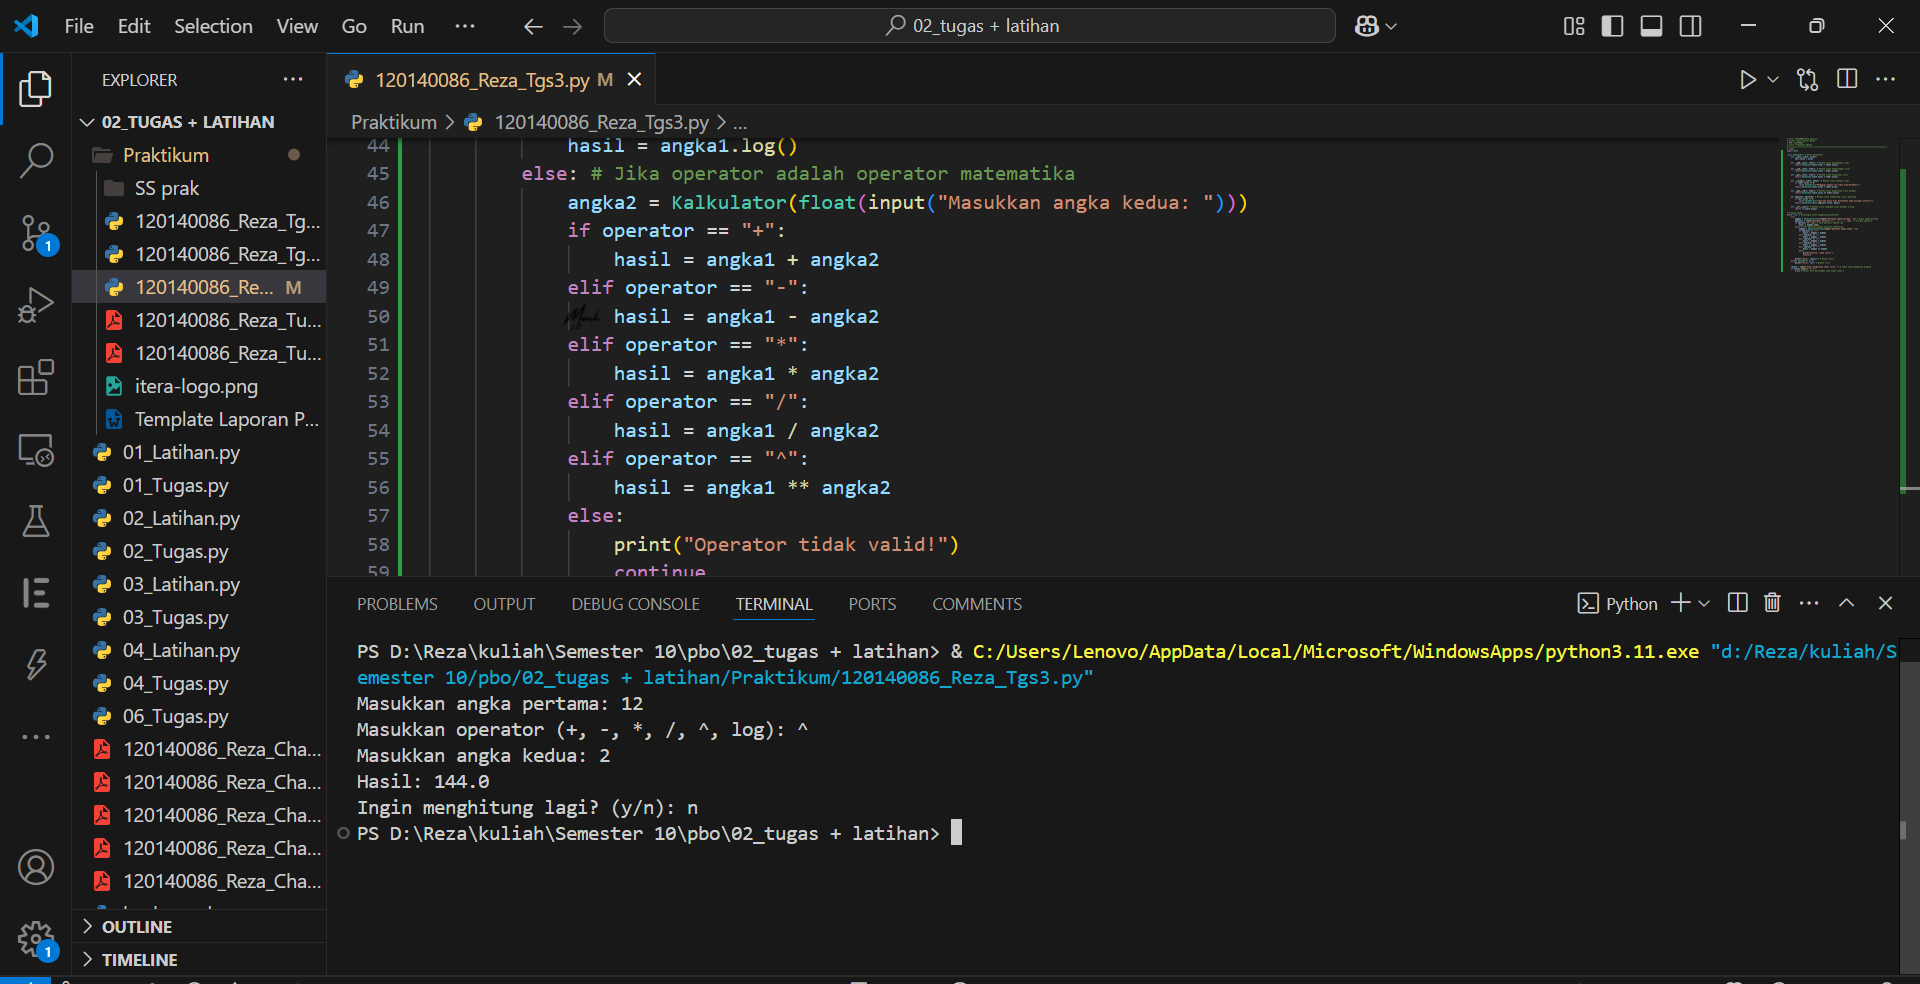 File Edit Selection View Go Run ...
02_tugas + latihan
EXPLORER
02_TUGAS + LATIHAN
Praktikum
SS prak
120140086_Reza_Tg...
120140086_Reza_Tg...
120140086_Re... M
120140086_Reza_Tu...
120140086_Reza_Tu...
itera-logo.png
Template Laporan P...
01_Latihan.py
01_Tugas.py
02_Latihan.py
02_Tugas.py
03_Latihan.py
03_Tugas.py
04_Latihan.py
04_Tugas.py
06_Tugas.py
120140086_Reza_Cha...
120140086_Reza_Cha...
120140086_Reza_Cha...
120140086_Reza_Cha...
120140086_Reza_Cha...
OUTLINE
TIMELINE
1
1
120140086_Reza_Tgs3.py M
Praktikum > 120140086_Reza_Tgs3.py > ...
44 hasil = angka1.log()
45 else: # Jika operator adalah operator matematika
46 angka2 = Kalkulator(float(input("Masukkan angka kedua: ")))
47 if operator == "+":
48 hasil = angka1 + angka2
49 elif operator == "-":
50 hasil = angka1 - angka2
51 elif operator == "*":
52 hasil = angka1 * angka2
53 elif operator == "/":
54 hasil = angka1 / angka2
55 elif operator == "^":
56 hasil = angka1 ** angka2
57 else:
58 print("Operator tidak valid!")
59 continue
PROBLEMS OUTPUT DEBUG CONSOLE TERMINAL PORTS COMMENTS
Python
PS D:\Reza\kuliah\Semester 10\pbo\02_tugas + latihan> & C:/Users/Lenovo/AppData/Local/Microsoft/WindowsApps/python3.11.exe "d:/Reza/kuliah/S
emester 10/pbo/02_tugas + latihan/Praktikum/120140086_Reza_Tgs3.py"
Masukkan angka pertama: 12
Masukkan operator (+, -, *, /, ^, log): ^
Masukkan angka kedua: 2
Hasil: 144.0
Ingin menghitung lagi? (y/n): n
PS D:\Reza\kuliah\Semester 10\pbo\02_tugas + latihan>